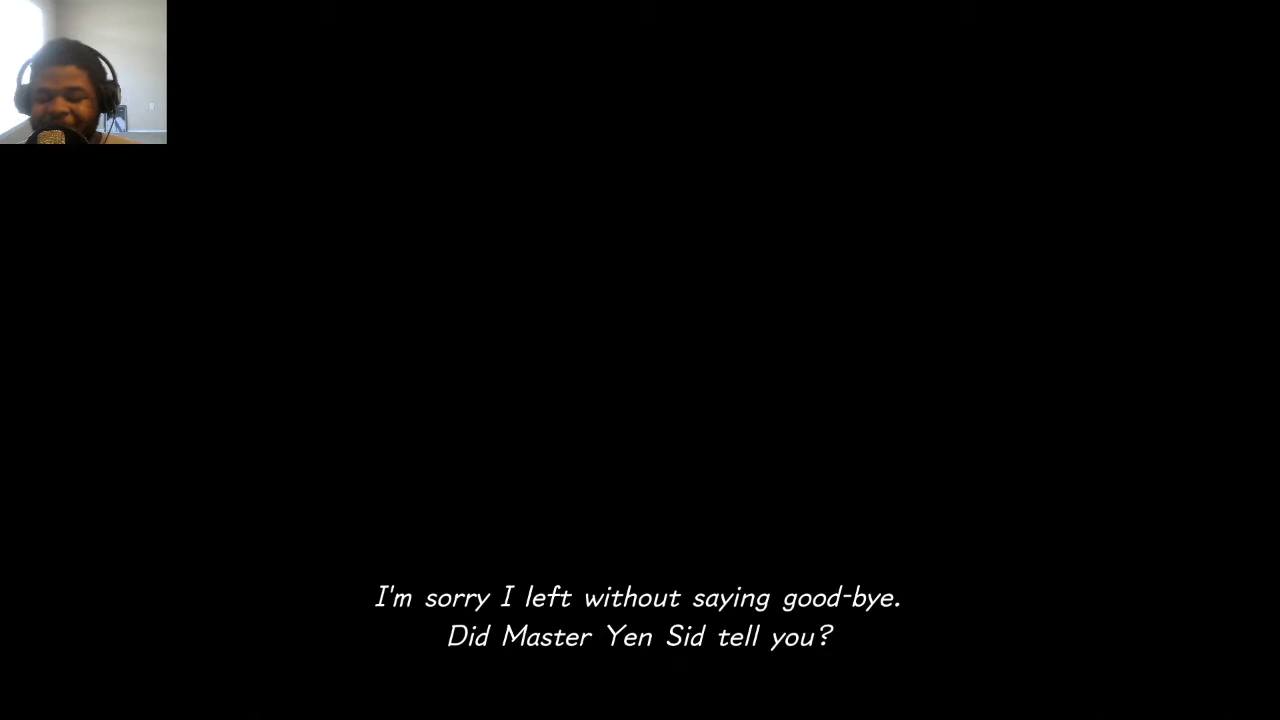 I'm sorry I left without saying good-bye.
Did Master Yen Sid tell you?